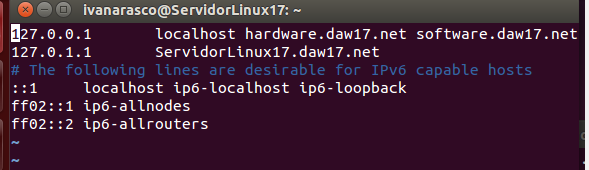 ivanarasco@ServidorLinux17: ~
127.0.0.1 localhost hardware.daw17.net software.daw17.net
127.0.1.1 ServidorLinux17.daw17.net
# The following lines are desirable for IPv6 capable hosts
::1 localhost ip6-localhost ip6-loopback
ff02::1 ip6-allnodes
ff02::2 ip6-allrouters
~
~